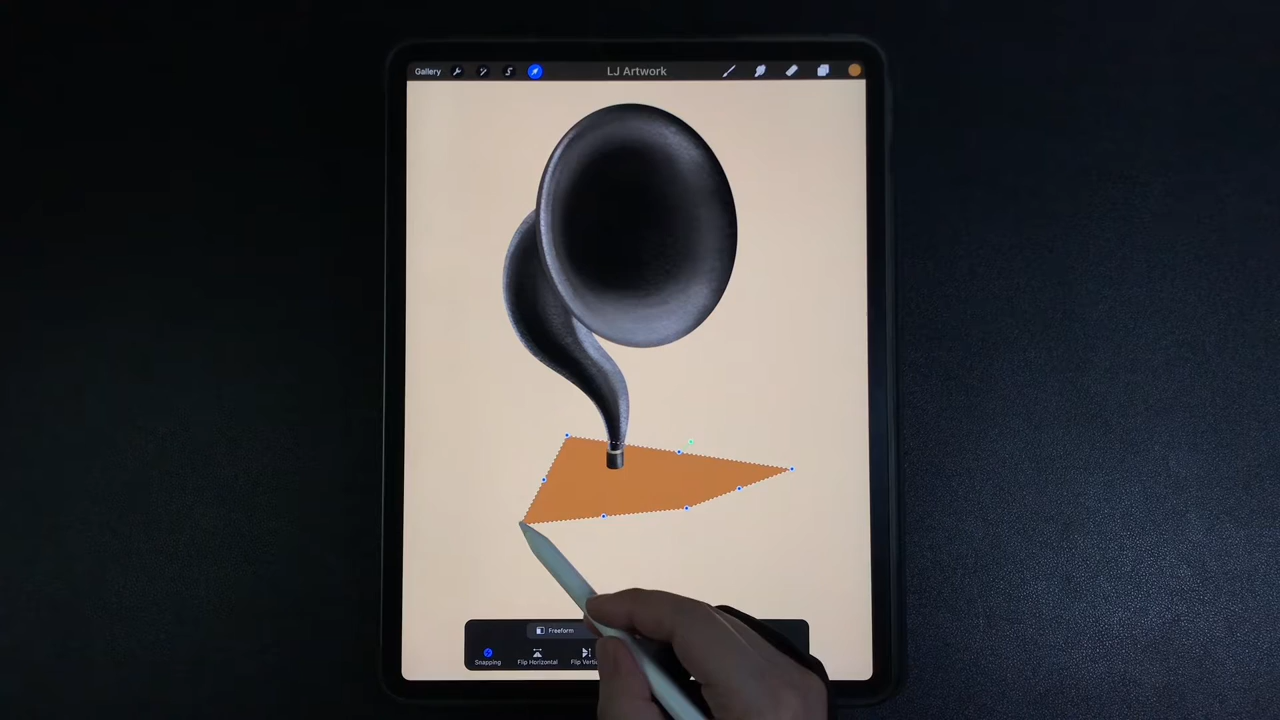 Gallery
LJ Artwork
Freeform
Snapping
Flip Horizontal